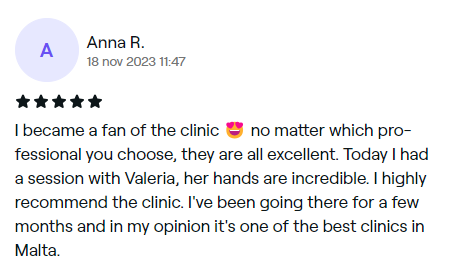 A
Anna R.
18 nov 2023 11:47
I became a fan of the clinic 😍 no matter which pro-
fessional you choose, they are all excellent. Today I had
a session with Valeria, her hands are incredible. I highly
recommend the clinic. I've been going there for a few
months and in my opinion it's one of the best clinics in
Malta.